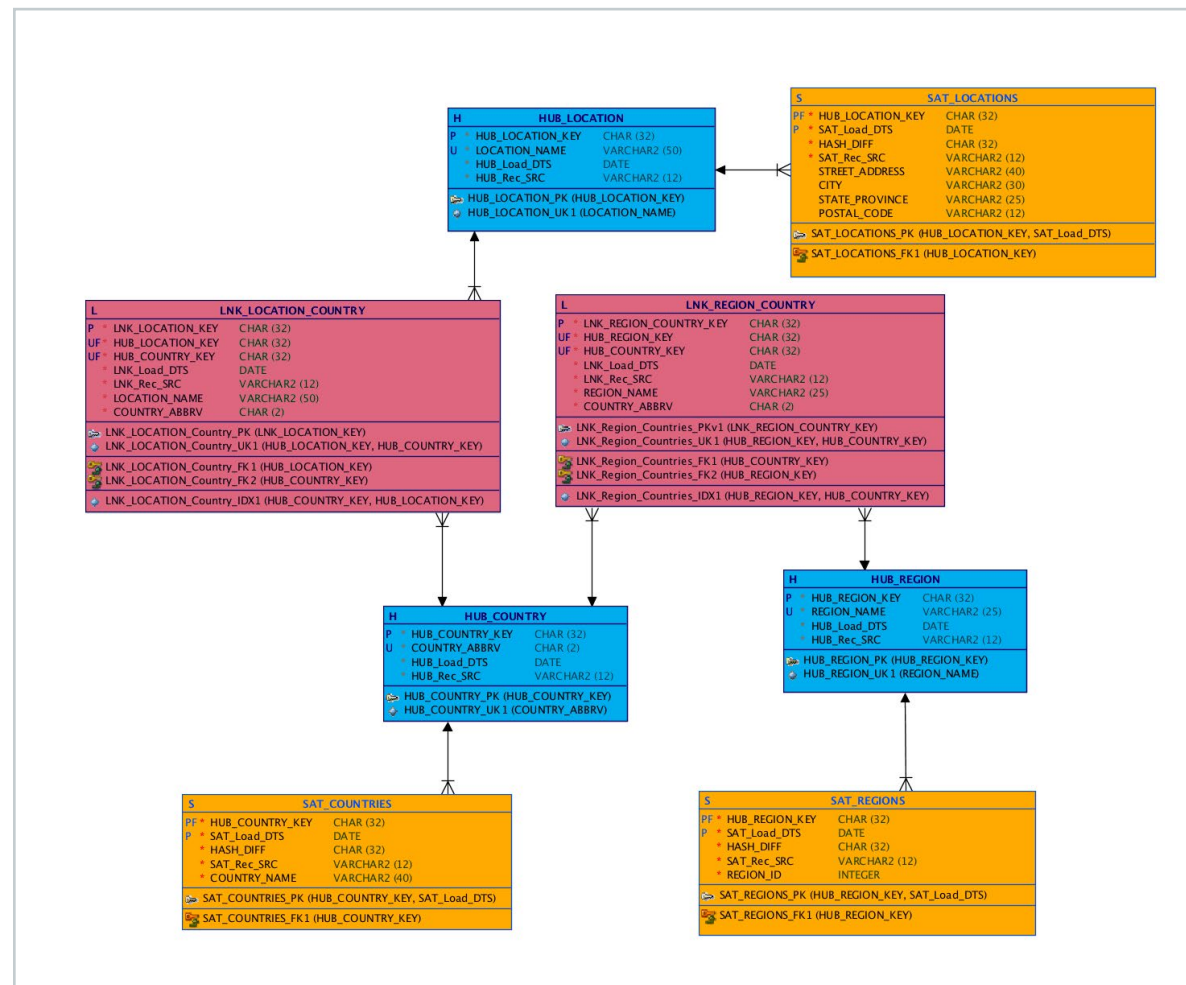 H HUB_LOCATION
P * HUB_LOCATION_KEY CHAR (32)
U * LOCATION_NAME VARCHAR2 (50)
* HUB_Load_DTS DATE
* HUB_Rec_SRC VARCHAR2 (12)
HUB_LOCATION_PK (HUB_LOCATION_KEY)
HUB_LOCATION_UK1 (LOCATION_NAME)
S SAT_LOCATIONS
PF * HUB_LOCATION_KEY CHAR (32)
P * SAT_Load_DTS DATE
* HASH_DIFF CHAR (32)
* SAT_Rec_SRC VARCHAR2 (12)
STREET_ADDRESS VARCHAR2 (40)
CITY VARCHAR2 (30)
STATE_PROVINCE VARCHAR2 (25)
POSTAL_CODE VARCHAR2 (12)
SAT_LOCATIONS_PK (HUB_LOCATION_KEY, SAT_Load_DTS)
SAT_LOCATIONS_FK1 (HUB_LOCATION_KEY)
L LNK_LOCATION_COUNTRY
P * LNK_LOCATION_KEY CHAR (32)
UF * HUB_LOCATION_KEY CHAR (32)
UF * HUB_COUNTRY_KEY CHAR (32)
* LNK_Load_DTS DATE
* LNK_Rec_SRC VARCHAR2 (12)
* LOCATION_NAME VARCHAR2 (50)
* COUNTRY_ABBRV CHAR (2)
LNK_LOCATION_Country_PK (LNK_LOCATION_KEY)
LNK_LOCATION_Country_UK1 (HUB_LOCATION_KEY, HUB_COUNTRY_KEY)
LNK_LOCATION_Country_FK1 (HUB_LOCATION_KEY)
LNK_LOCATION_Country_FK2 (HUB_COUNTRY_KEY)
LNK_LOCATION_Country_IDX1 (HUB_COUNTRY_KEY, HUB_LOCATION_KEY)
L LNK_REGION_COUNTRY
P * LNK_REGION_COUNTRY_KEY CHAR (32)
UF * HUB_REGION_KEY CHAR (32)
UF * HUB_COUNTRY_KEY CHAR (32)
* LNK_Load_DTS DATE
* LNK_Rec_SRC VARCHAR2 (12)
* REGION_NAME VARCHAR2 (25)
* COUNTRY_ABBRV CHAR (2)
LNK_Region_Countries_PKv1 (LNK_REGION_COUNTRY_KEY)
LNK_Region_Countries_UK1 (HUB_REGION_KEY, HUB_COUNTRY_KEY)
LNK_Region_Countries_FK1 (HUB_COUNTRY_KEY)
LNK_Region_Countries_FK2 (HUB_REGION_KEY)
LNK_Region_Countries_IDX1 (HUB_REGION_KEY, HUB_COUNTRY_KEY)
H HUB_COUNTRY
P * HUB_COUNTRY_KEY CHAR (32)
U * COUNTRY_ABBRV CHAR (2)
* HUB_Load_DTS DATE
* HUB_Rec_SRC VARCHAR2 (12)
HUB_COUNTRY_PK (HUB_COUNTRY_KEY)
HUB_COUNTRY_UK1 (COUNTRY_ABBRV)
H HUB_REGION
P * HUB_REGION_KEY CHAR (32)
U * REGION_NAME VARCHAR2 (25)
* HUB_Load_DTS DATE
* HUB_Rec_SRC VARCHAR2 (12)
HUB_REGION_PK (HUB_REGION_KEY)
HUB_REGION_UK1 (REGION_NAME)
S SAT_COUNTRIES
PF * HUB_COUNTRY_KEY CHAR (32)
P * SAT_Load_DTS DATE
* HASH_DIFF CHAR (32)
* SAT_Rec_SRC VARCHAR2 (12)
* COUNTRY_NAME VARCHAR2 (40)
SAT_COUNTRIES_PK (HUB_COUNTRY_KEY, SAT_Load_DTS)
SAT_COUNTRIES_FK1 (HUB_COUNTRY_KEY)
S SAT_REGIONS
PF * HUB_REGION_KEY CHAR (32)
P * SAT_Load_DTS DATE
* HASH_DIFF CHAR (32)
* SAT_Rec_SRC VARCHAR2 (12)
* REGION_ID INTEGER
SAT_REGIONS_PK (HUB_REGION_KEY, SAT_Load_DTS)
SAT_REGIONS_FK1 (HUB_REGION_KEY)